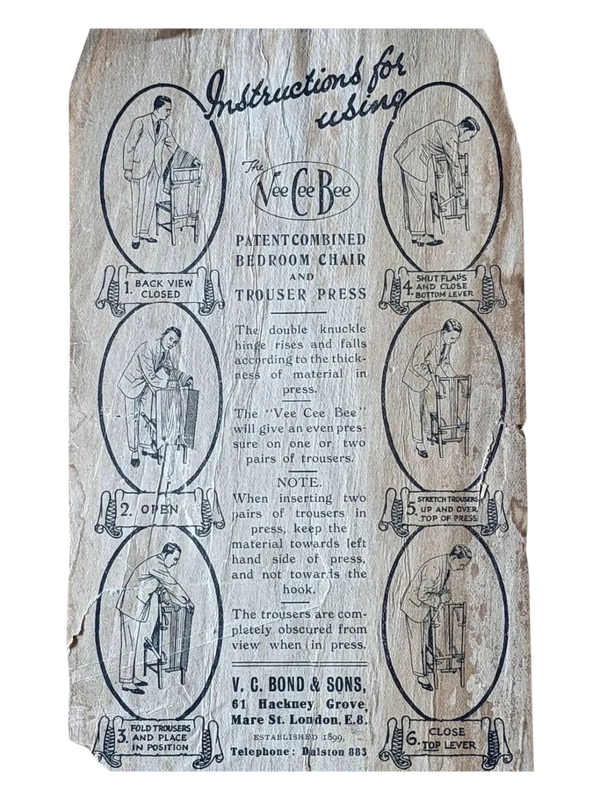 Instructions for
using
The
Vee Cee Bee
PATENT COMBINED
BEDROOM CHAIR
AND
TROUSER PRESS
The double knuckle
hinge rises and falls
according to the thick-
ness of material in
press.
The "Vee Cee Bee"
will give an even pres-
sure on one or two
pairs of trousers.
NOTE.
When inserting two
pairs of trousers in
press, keep the
material towards left
hand side of press,
and not towards the
hook.
The trousers are com-
pletely obscured from
view when in press.
V. C. BOND & SONS,
61 Hackney Grove,
Mare St. London, E.8.
ESTABLISHED 1899,
Telephone: Dalston 883
1. BACK VIEW
CLOSED
2. OPEN
3. FOLD TROUSERS
AND PLACE
IN POSITION
4. SHUT FLAPS
AND CLOSE
BOTTOM LEVER
5. STRETCH TROUSERS
UP AND OVER
TOP OF PRESS
6. CLOSE
TOP LEVER